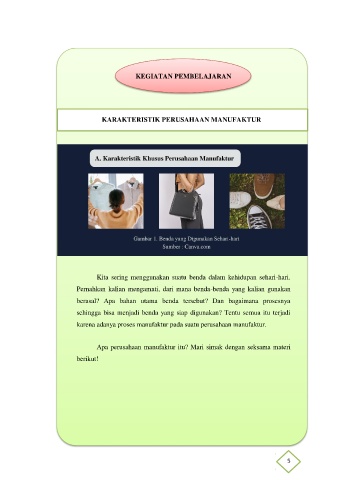 KEGIATAN PEMBELAJARAN
KARAKTERISTIK PERUSAHAAN MANUFAKTUR
A. Karakteristik Khusus Perusahaan Manufaktur
Gambar 1. Benda yang Digunakan Sehari-hari
Sumber : Canva.com
Kita sering menggunakan suatu benda dalam kehidupan sehari-hari.
Pernahkan kalian mengamati, dari mana benda-benda yang kalian gunakan
berasal? Apa bahan utama benda tersebut? Dan bagaimana prosesnya
sehingga bisa menjadi benda yang siap digunakan? Tentu semua itu terjadi
karena adanya proses manufaktur pada suatu perusahaan manufaktur.
Apa perusahaan manufaktur itu? Mari simak dengan seksama materi
berikut!
5